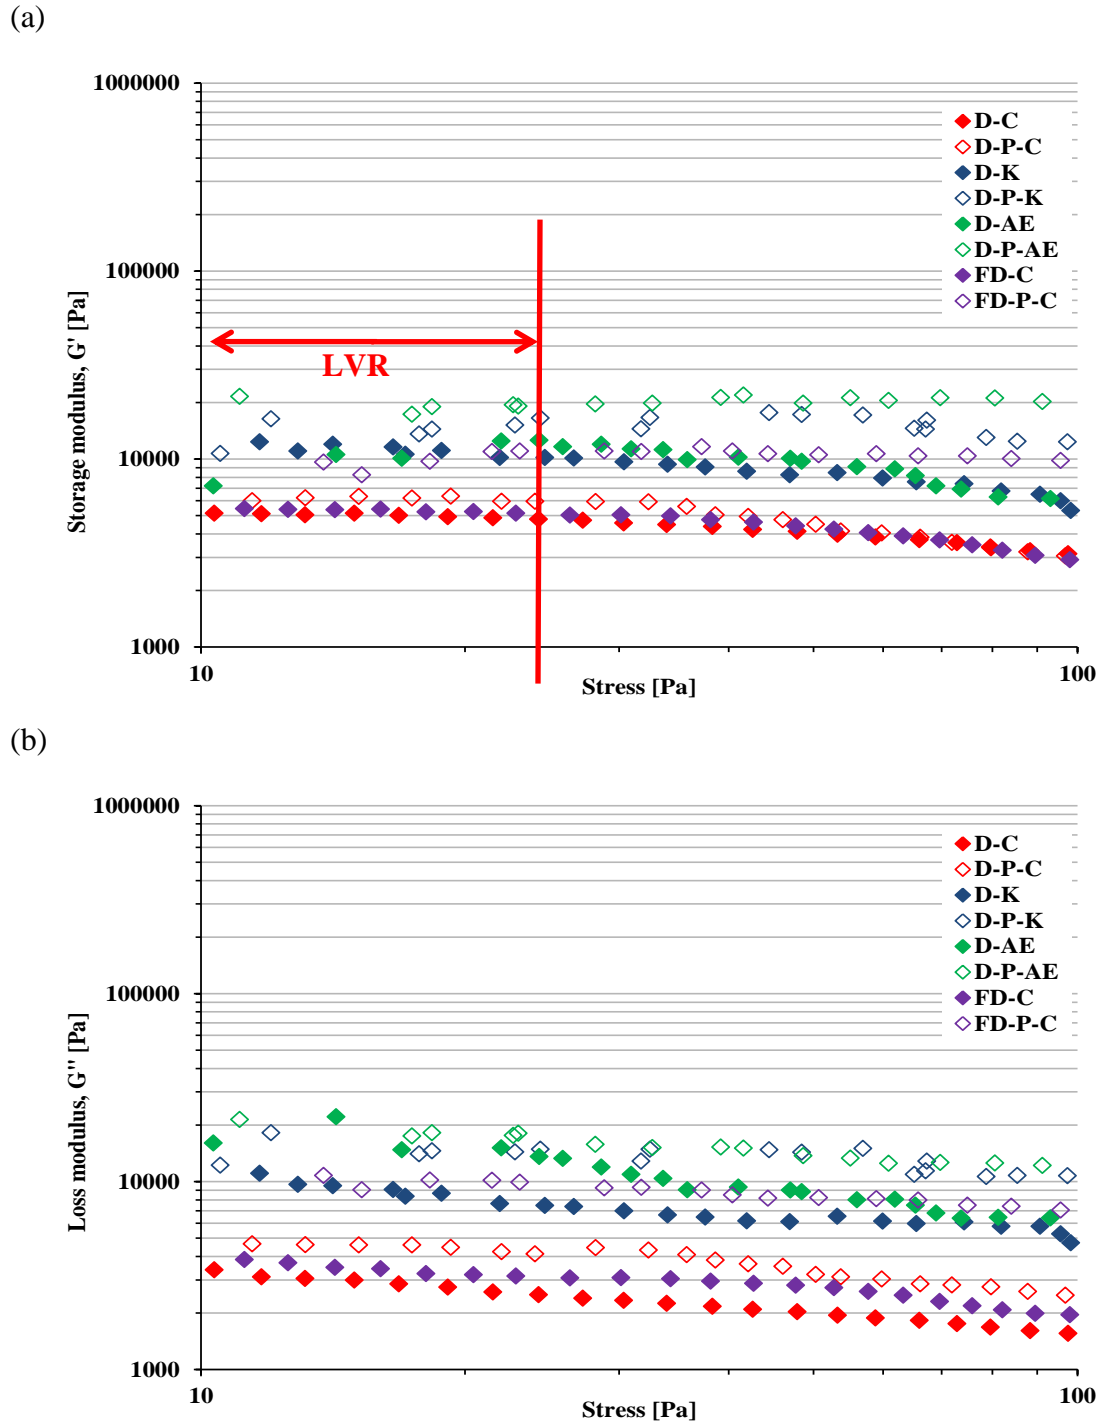 (a)
1000000
100000
10000
1000
Storage modulus, G' [Pa]
D-C
D-P-C
D-K
D-P-K
D-AE
D-P-AE
FD-C
FD-P-C
LVR
10
100
Stress [Pa]
(b)
1000000
100000
10000
1000
Loss modulus, G'' [Pa]
D-C
D-P-C
D-K
D-P-K
D-AE
D-P-AE
FD-C
FD-P-C
10
100
Stress [Pa]